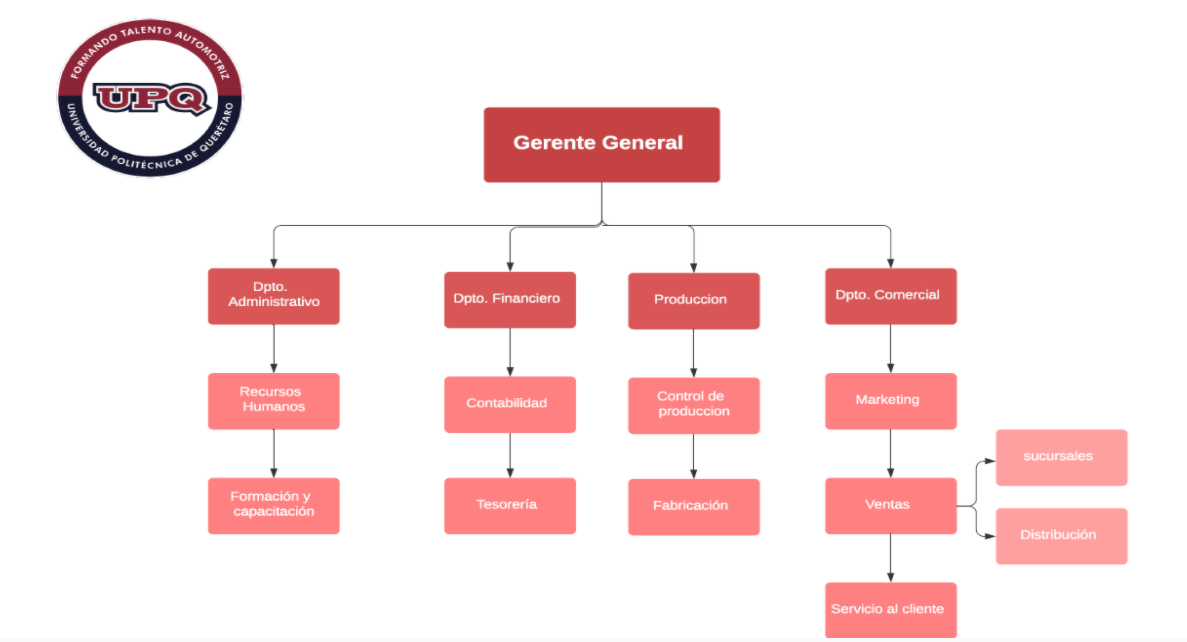 FORMANDO TALENTO AUTOMOTRIZ
UPQ
UNIVERSIDAD POLITÉCNICA DE QUERÉTARO
Gerente General
Dpto.
Administrativo
Dpto. Financiero
Produccion
Dpto. Comercial
Recursos
Humanos
Contabilidad
Control de
produccion
Marketing
sucursales
Formación y
capacitación
Tesorería
Fabricación
Ventas
Distribución
Servicio al cliente